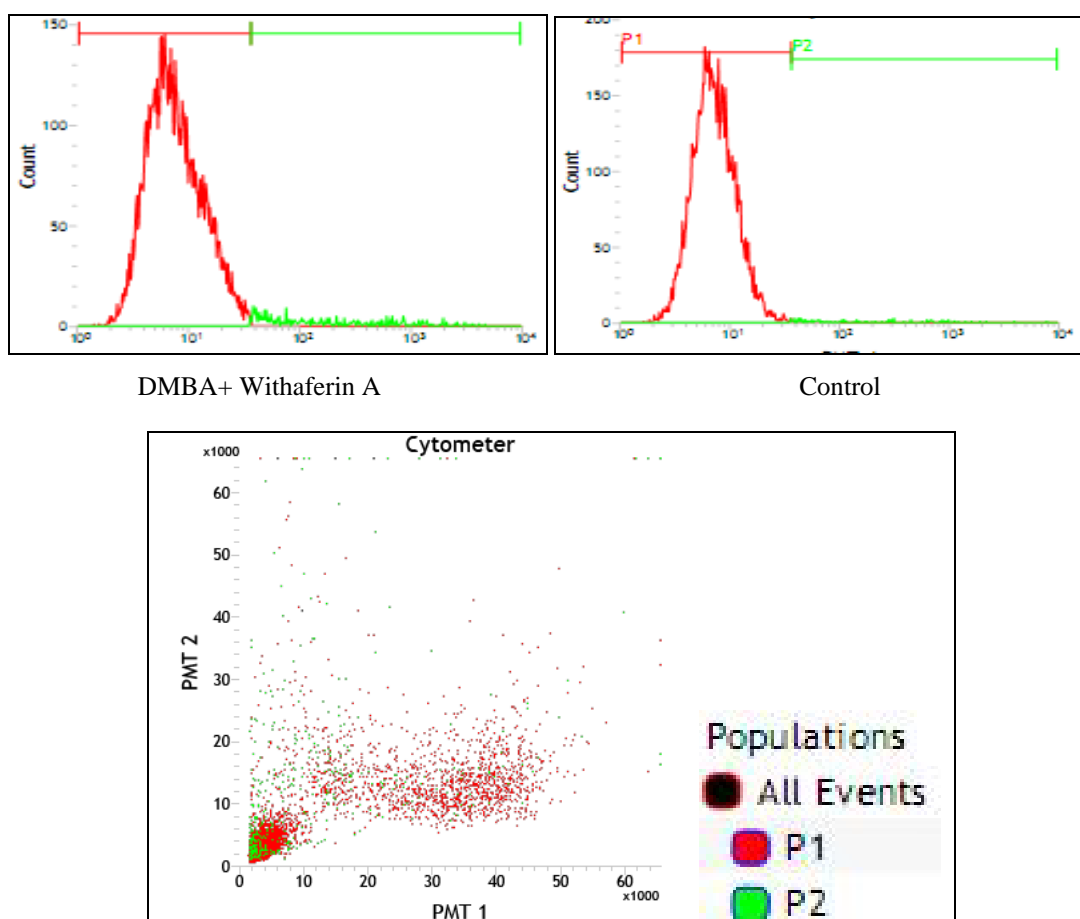 150
100
50
0
Count
10⁰ 10¹ 10² 10³ 10⁴
200
150
100
50
0
Count
P1
P2
10⁰ 10¹ 10² 10³ 10⁴
DMBA+ Withaferin A
Control
Cytometer
x1000
60
50
40
30
20
10
0
PMT 2
0 10 20 30 40 50 60
x1000
PMT 1
Populations
All Events
P1
P2